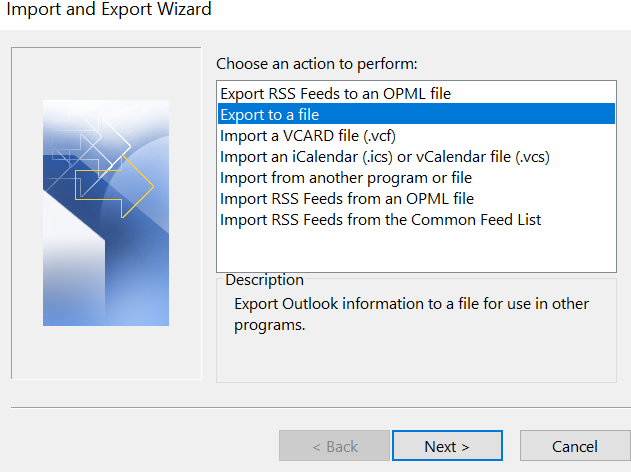 Import and Export Wizard
Choose an action to perform:
Export RSS Feeds to an OPML file
Export to a file
Import a VCARD file (.vcf)
Import an iCalendar (.ics) or vCalendar file (.vcs)
Import from another program or file
Import RSS Feeds from an OPML file
Import RSS Feeds from the Common Feed List
Description
Export Outlook information to a file for use in other
programs.
< Back Next > Cancel